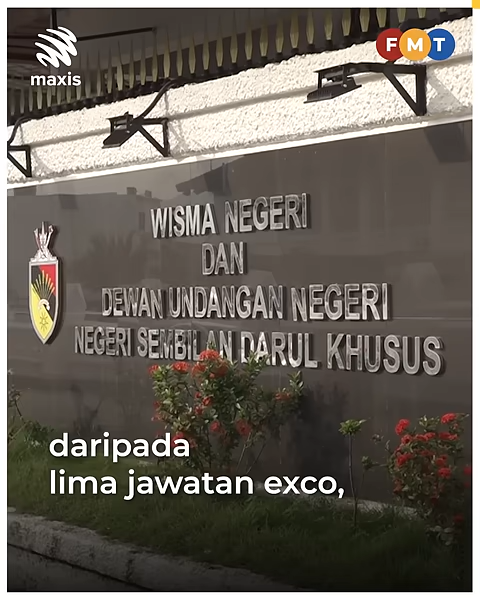 maxis
FMT
WISMA NEGERI
DAN
DEWAN UNDANGAN NEGERI
NEGERI SEMBILAN DARUL KHUSUS
daripada
lima jawatan exco,